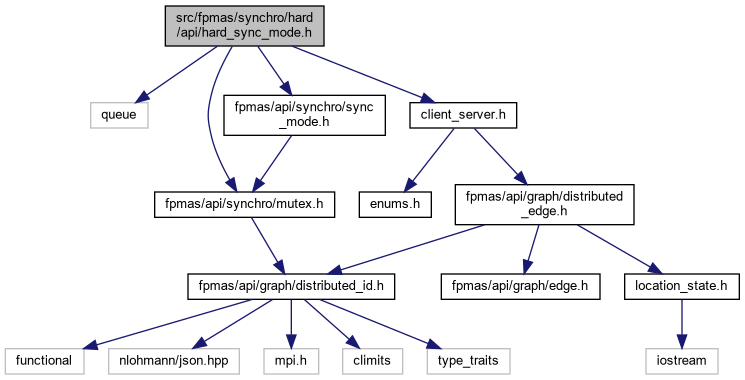 src/fpmas/synchro/hard
/api/hard_sync_mode.h
queue
fpmas/api/synchro/sync
_mode.h
client_server.h
fpmas/api/synchro/mutex.h
enums.h
fpmas/api/graph/distributed
_edge.h
fpmas/api/graph/distributed_id.h
fpmas/api/graph/edge.h
location_state.h
functional
nlohmann/json.hpp
mpi.h
climits
type_traits
iostream